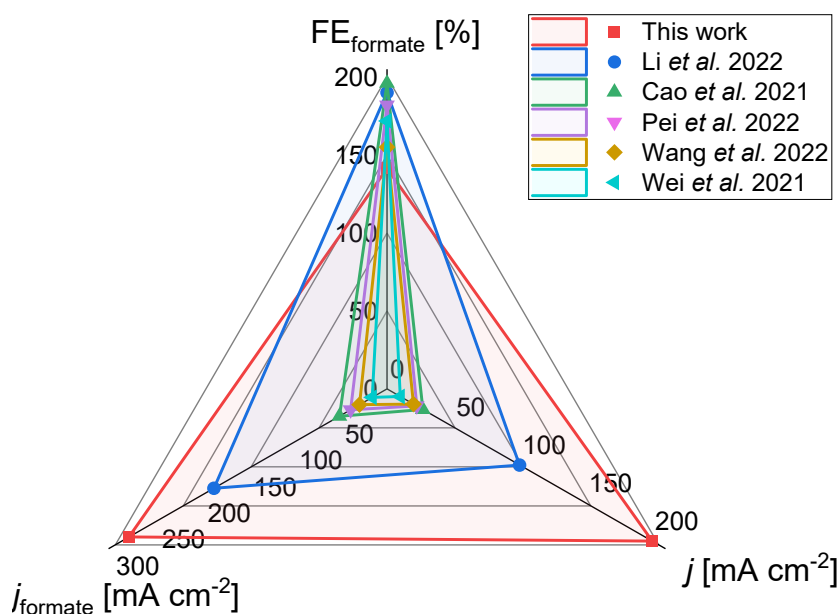 FE_formate [%]
This work
Li et al. 2022
Cao et al. 2021
Pei et al. 2022
Wang et al. 2022
Wei et al. 2021
200
150
100
50
0
0
50
100
150
200
50
100
150
200
250
300
j_formate [mA cm⁻²]
j [mA cm⁻²]